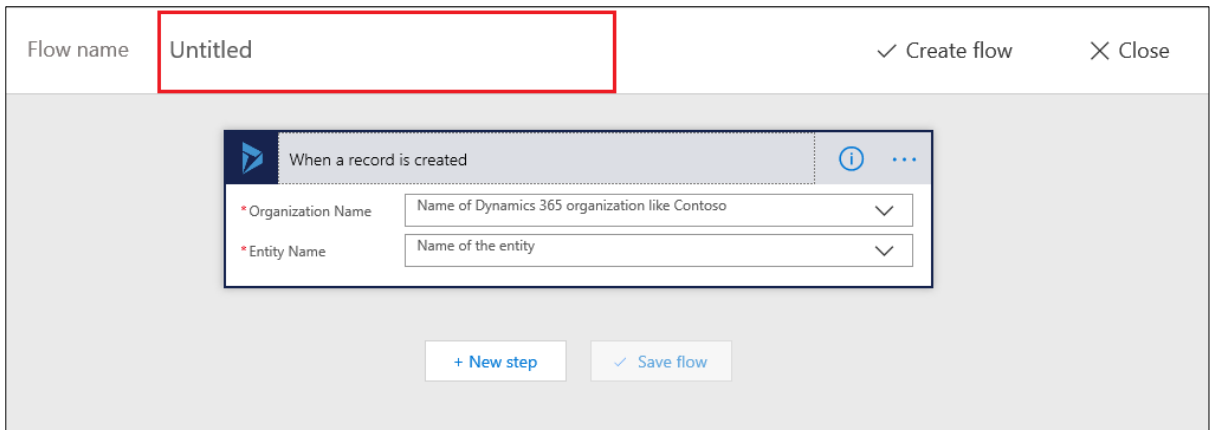 Flow name Untitled Create flow Close
When a record is created
*Organization Name Name of Dynamics 365 organization like Contoso
*Entity Name Name of the entity
+ New step Save flow